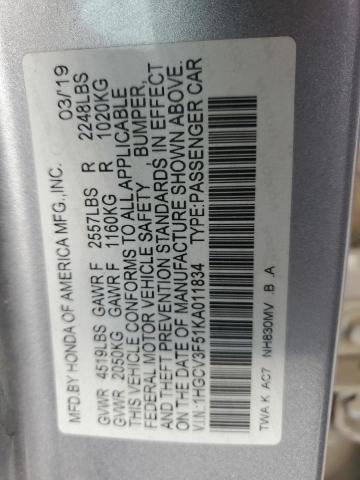 MFD.BY HONDA OF AMERICA MFG.,INC. 03/'19
GVWR 4519LBS GAWR F 2557LBS R 2248LBS
GVWR 2050KG GAWR F 1160KG R 1020KG
THIS VEHICLE CONFORMS TO ALL APPLICABLE
FEDERAL MOTOR VEHICLE SAFETY , BUMPER,
AND THEFT PREVENTION STANDARDS IN EFFECT
ON THE DATE OF MANUFACTURE SHOWN ABOVE.
V.I.N:1HGCV3F51KA011834 TYPE:PASSENGER CAR
TWA K AC7 NH830MV B A